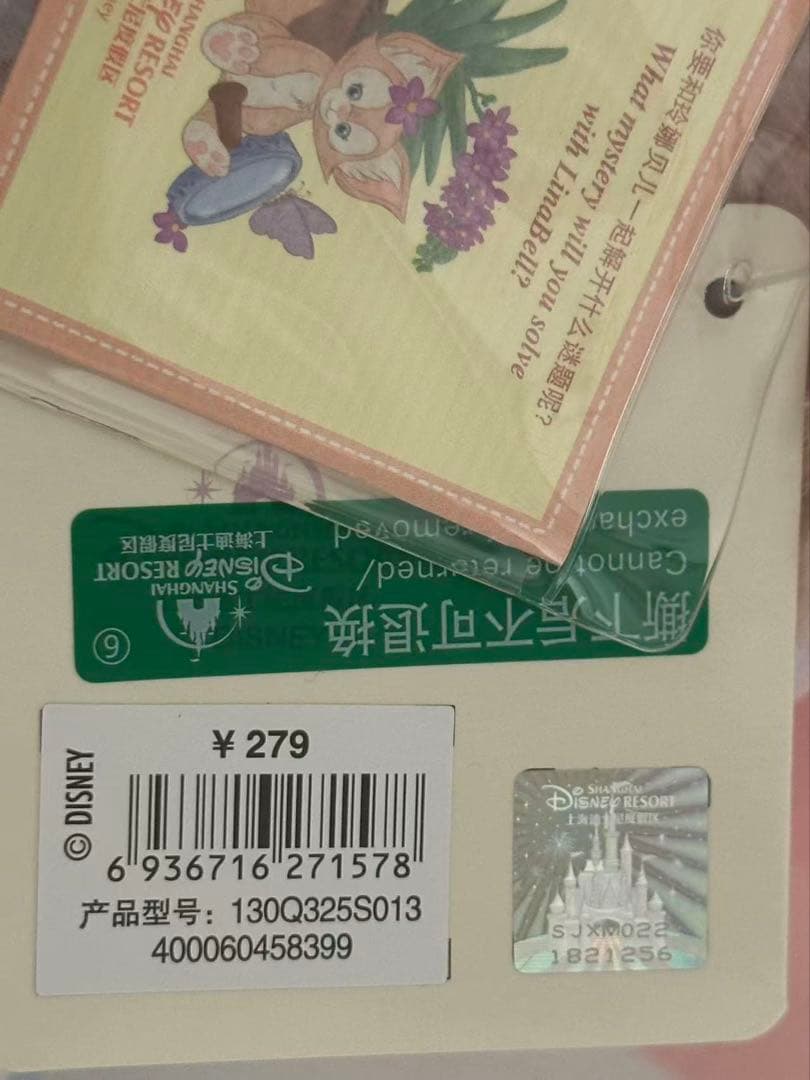 SHANGHAI
DISNEY RESORT
你要和玲娜贝儿一起解开什么谜题呢?
What mystery will you solve
with LinaBell?
撕下后不可退换
Cannot be returned/
removed
SHANGHAI
DISNEY RESORT
上海迪士尼度假区
⑥
© DISNEY
¥ 279
6 936716 271578
产品型号: 130Q325S013
400060458399
SHANGHAI
DISNEY RESORT
上海迪士尼度假区
SJXM022
1821256